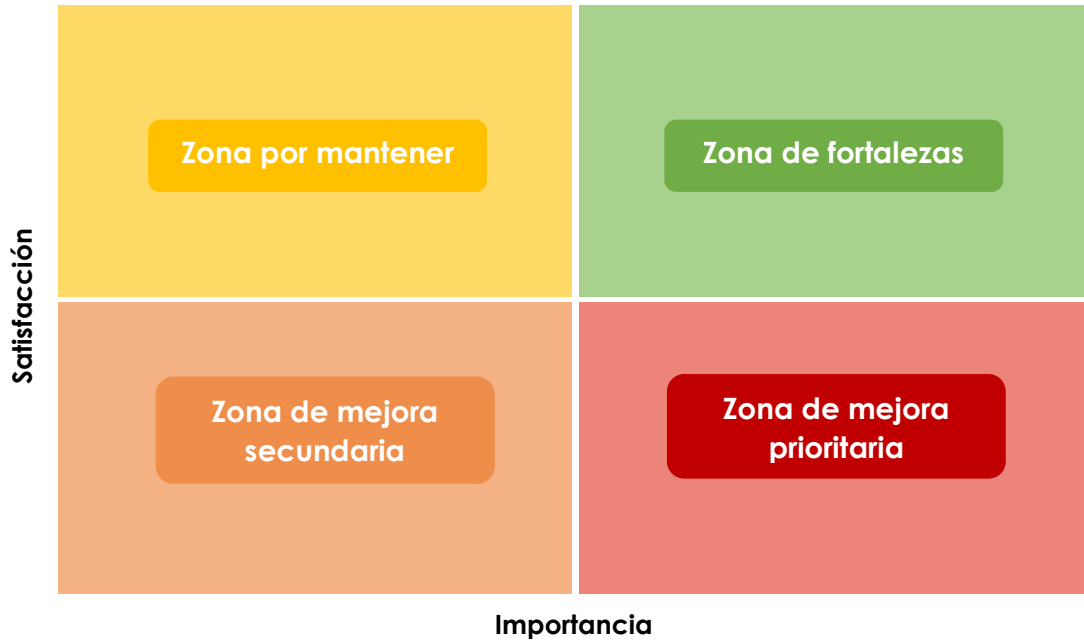 Zona por mantener
Zona de fortalezas
Satisfacción
Zona de mejora
secundaria
Zona de mejora
prioritaria
Importancia